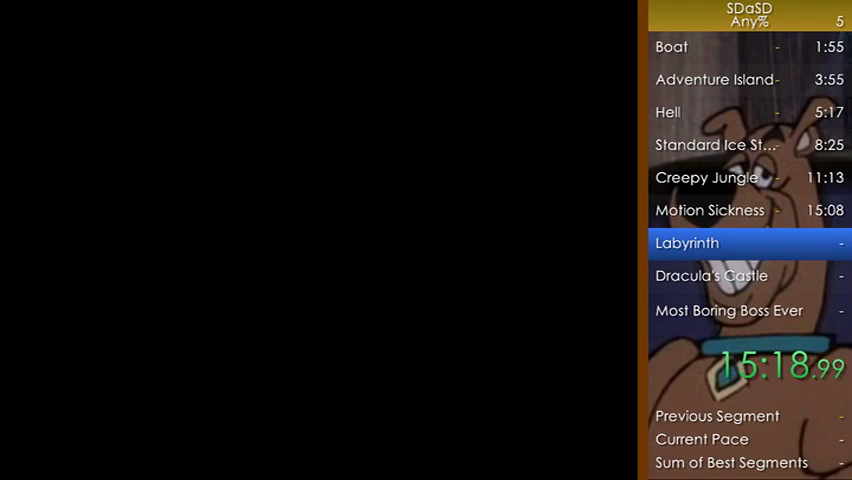 SDaSD
Any% 5
Boat - 1:55
Adventure Island- 3:55
Hell - 5:17
Standard Ice St... - 8:25
Creepy Jungle - 11:13
Motion Sickness - 15:08
Labyrinth -
Dracula's Castle -
Most Boring Boss Ever -
15:18.99
Previous Segment -
Current Pace -
Sum of Best Segments -